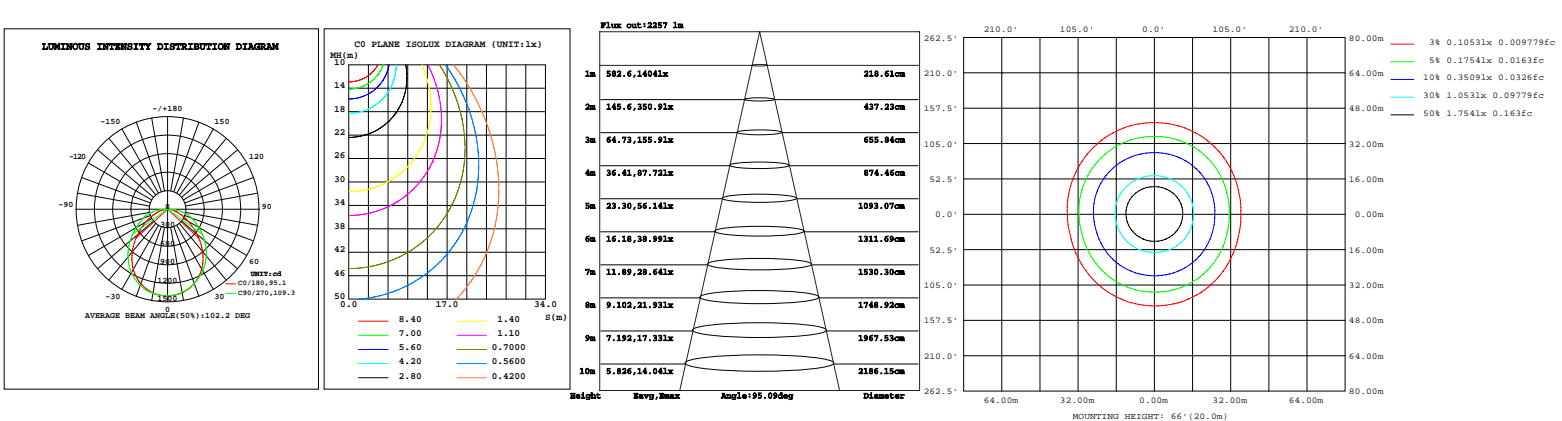 LUMINOUS INTENSITY DISTRIBUTION DIAGRAM
-/+180
-150 150
-120 120
-90 0 90
300
600
-60 900 60
1200
-30 1500 30
0
UNIT:cd
C0/180,95.1
C90/270,109.3
AVERAGE BEAM ANGLE(50%):102.2 DEG
C0 PLANE ISOLUX DIAGRAM (UNIT:lx)
MH(m)
10
14
18
22
26
30
34
38
42
46
50
0.0 17.0 34.0
S(m)
8.40 1.40
7.00 1.10
5.60 0.7000
4.20 0.5600
2.80 0.4200
Flux out:2257 lm
1m 582.6,1404lx 218.61cm
2m 145.6,350.9lx 437.23cm
3m 64.73,155.9lx 655.84cm
4m 36.41,87.72lx 874.46cm
5m 23.30,56.14lx 1093.07cm
6m 16.18,38.99lx 1311.69cm
7m 11.89,28.64lx 1530.30cm
8m 9.102,21.93lx 1748.92cm
9m 7.192,17.33lx 1967.53cm
10m 5.826,14.04lx 2186.15cm
Height Eavg,Emax Angle:95.09deg Diameter
210.0' 105.0' 0.0' 105.0' 210.0'
262.5' 80.00m
210.0' 64.00m
157.5' 48.00m
105.0' 32.00m
52.5' 16.00m
0.0' 0.00m
52.5' 16.00m
105.0' 32.00m
157.5' 48.00m
210.0' 64.00m
262.5' 80.00m
64.00m 32.00m 0.00m 32.00m 64.00m
MOUNTING HEIGHT: 66'(20.0m)
3% 0.1053lx 0.009779fc
5% 0.1754lx 0.0163fc
10% 0.3509lx 0.0326fc
30% 1.053lx 0.09779fc
50% 1.754lx 0.163fc